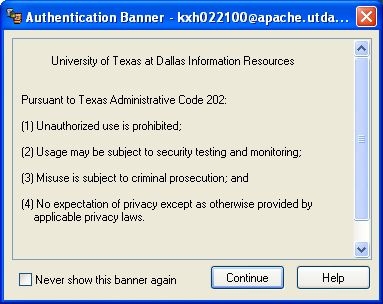 Authentication Banner - kxh022100@apache.utda...
University of Texas at Dallas Information Resources
Pursuant to Texas Administrative Code 202:
(1) Unauthorized use is prohibited;
(2) Usage may be subject to security testing and monitoring;
(3) Misuse is subject to criminal prosecution; and
(4) No expectation of privacy except as otherwise provided by
applicable privacy laws.
Never show this banner again
Continue
Help